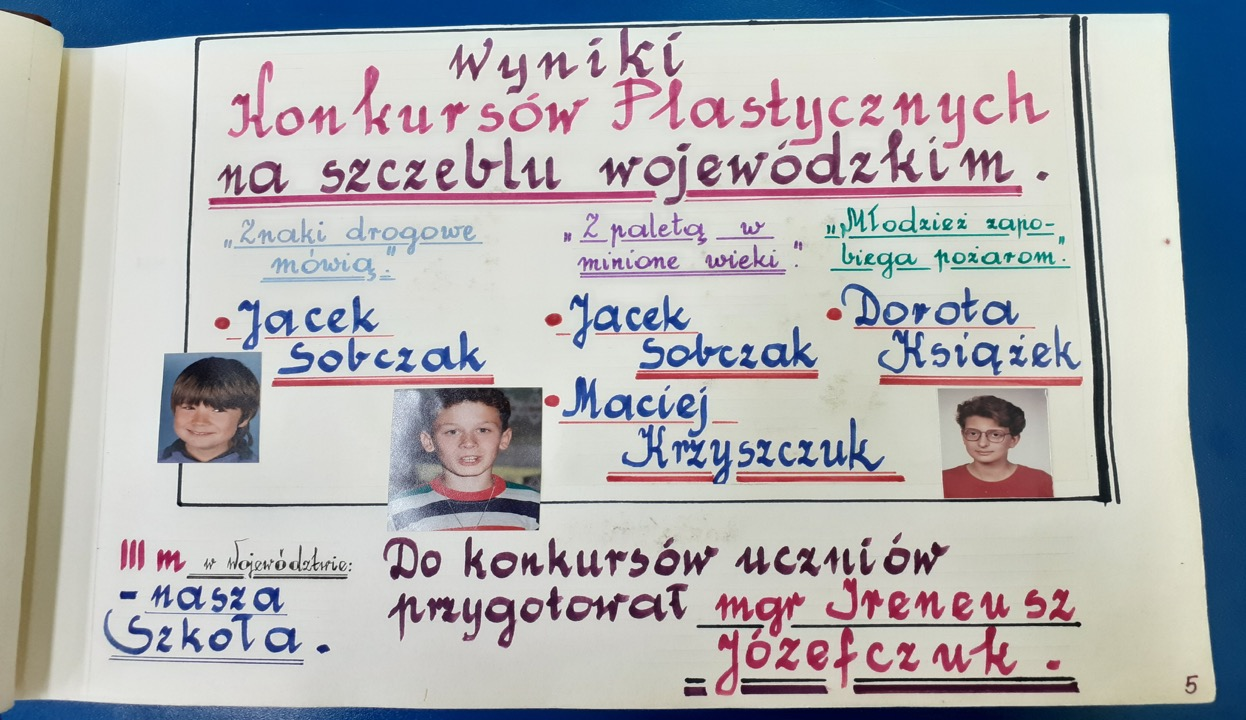 Wyniki
Konkursów Plastycznych
na szczeblu wojewódzkim.
„Znaki drogowe
mówią."
„Z paletą w
minione wieki".
„Młodzież zapo-
biega pożarom".
• Jacek
Sobczak
• Jacek
Sobczak
• Maciej
Krzyszczuk
• Dorota
Książek
III m w województwie:
- nasza
Szkoła.
Do konkursów uczniów
przygotował mgr Ireneusz
Józefczuk.
5